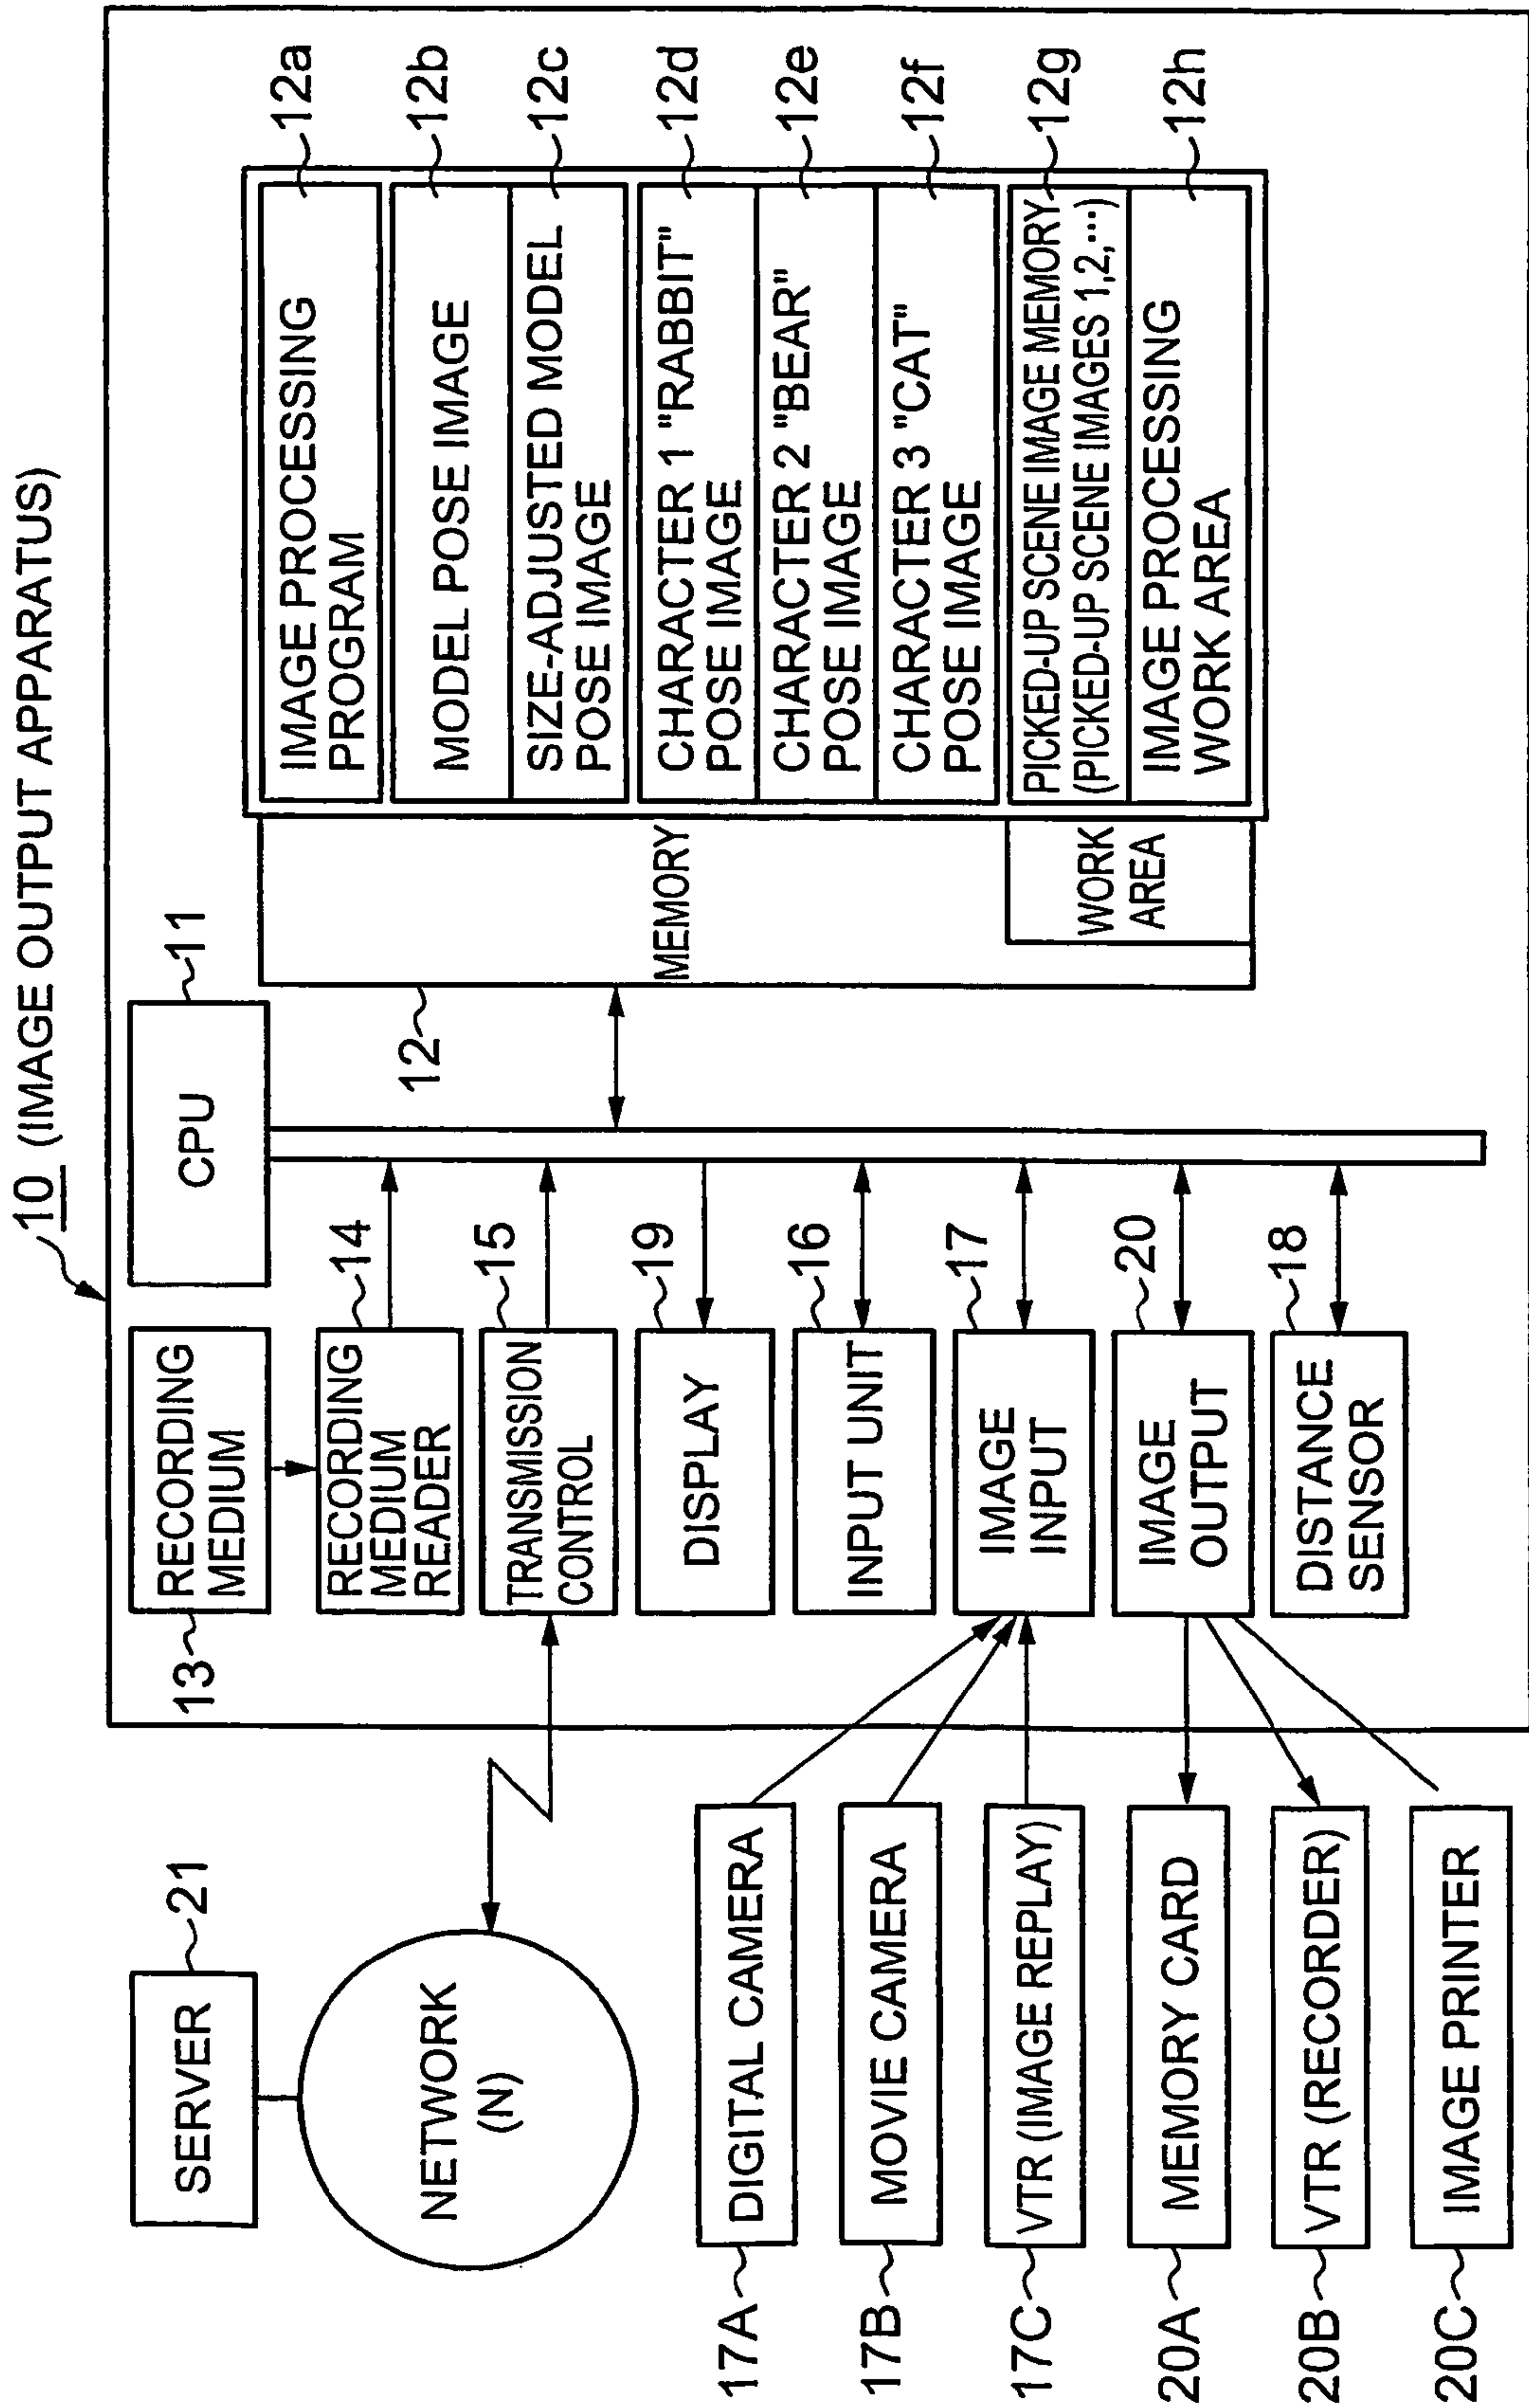 10 (IMAGE OUTPUT APPARATUS)
SERVER
21
NETWORK
(N)
13
RECORDING
MEDIUM
CPU
11
RECORDING
MEDIUM
READER
14
TRANSMISSION
CONTROL
15
DISPLAY
19
INPUT UNIT
16
IMAGE
INPUT
17
IMAGE
OUTPUT
20
DISTANCE
SENSOR
18
17A
DIGITAL CAMERA
17B
MOVIE CAMERA
17C
VTR (IMAGE REPLAY)
20A
MEMORY CARD
20B
VTR (RECORDER)
20C
IMAGE PRINTER
12
MEMORY
WORK
AREA
IMAGE PROCESSING
PROGRAM
12a
MODEL POSE IMAGE
12b
SIZE-ADJUSTED MODEL
POSE IMAGE
12c
CHARACTER 1 "RABBIT"
POSE IMAGE
12d
CHARACTER 2 "BEAR"
POSE IMAGE
12e
CHARACTER 3 "CAT"
POSE IMAGE
12f
PICKED-UP SCENE IMAGE MEMORY
(PICKED-UP SCENE IMAGES 1,2,···)
12g
IMAGE PROCESSING
WORK AREA
12h